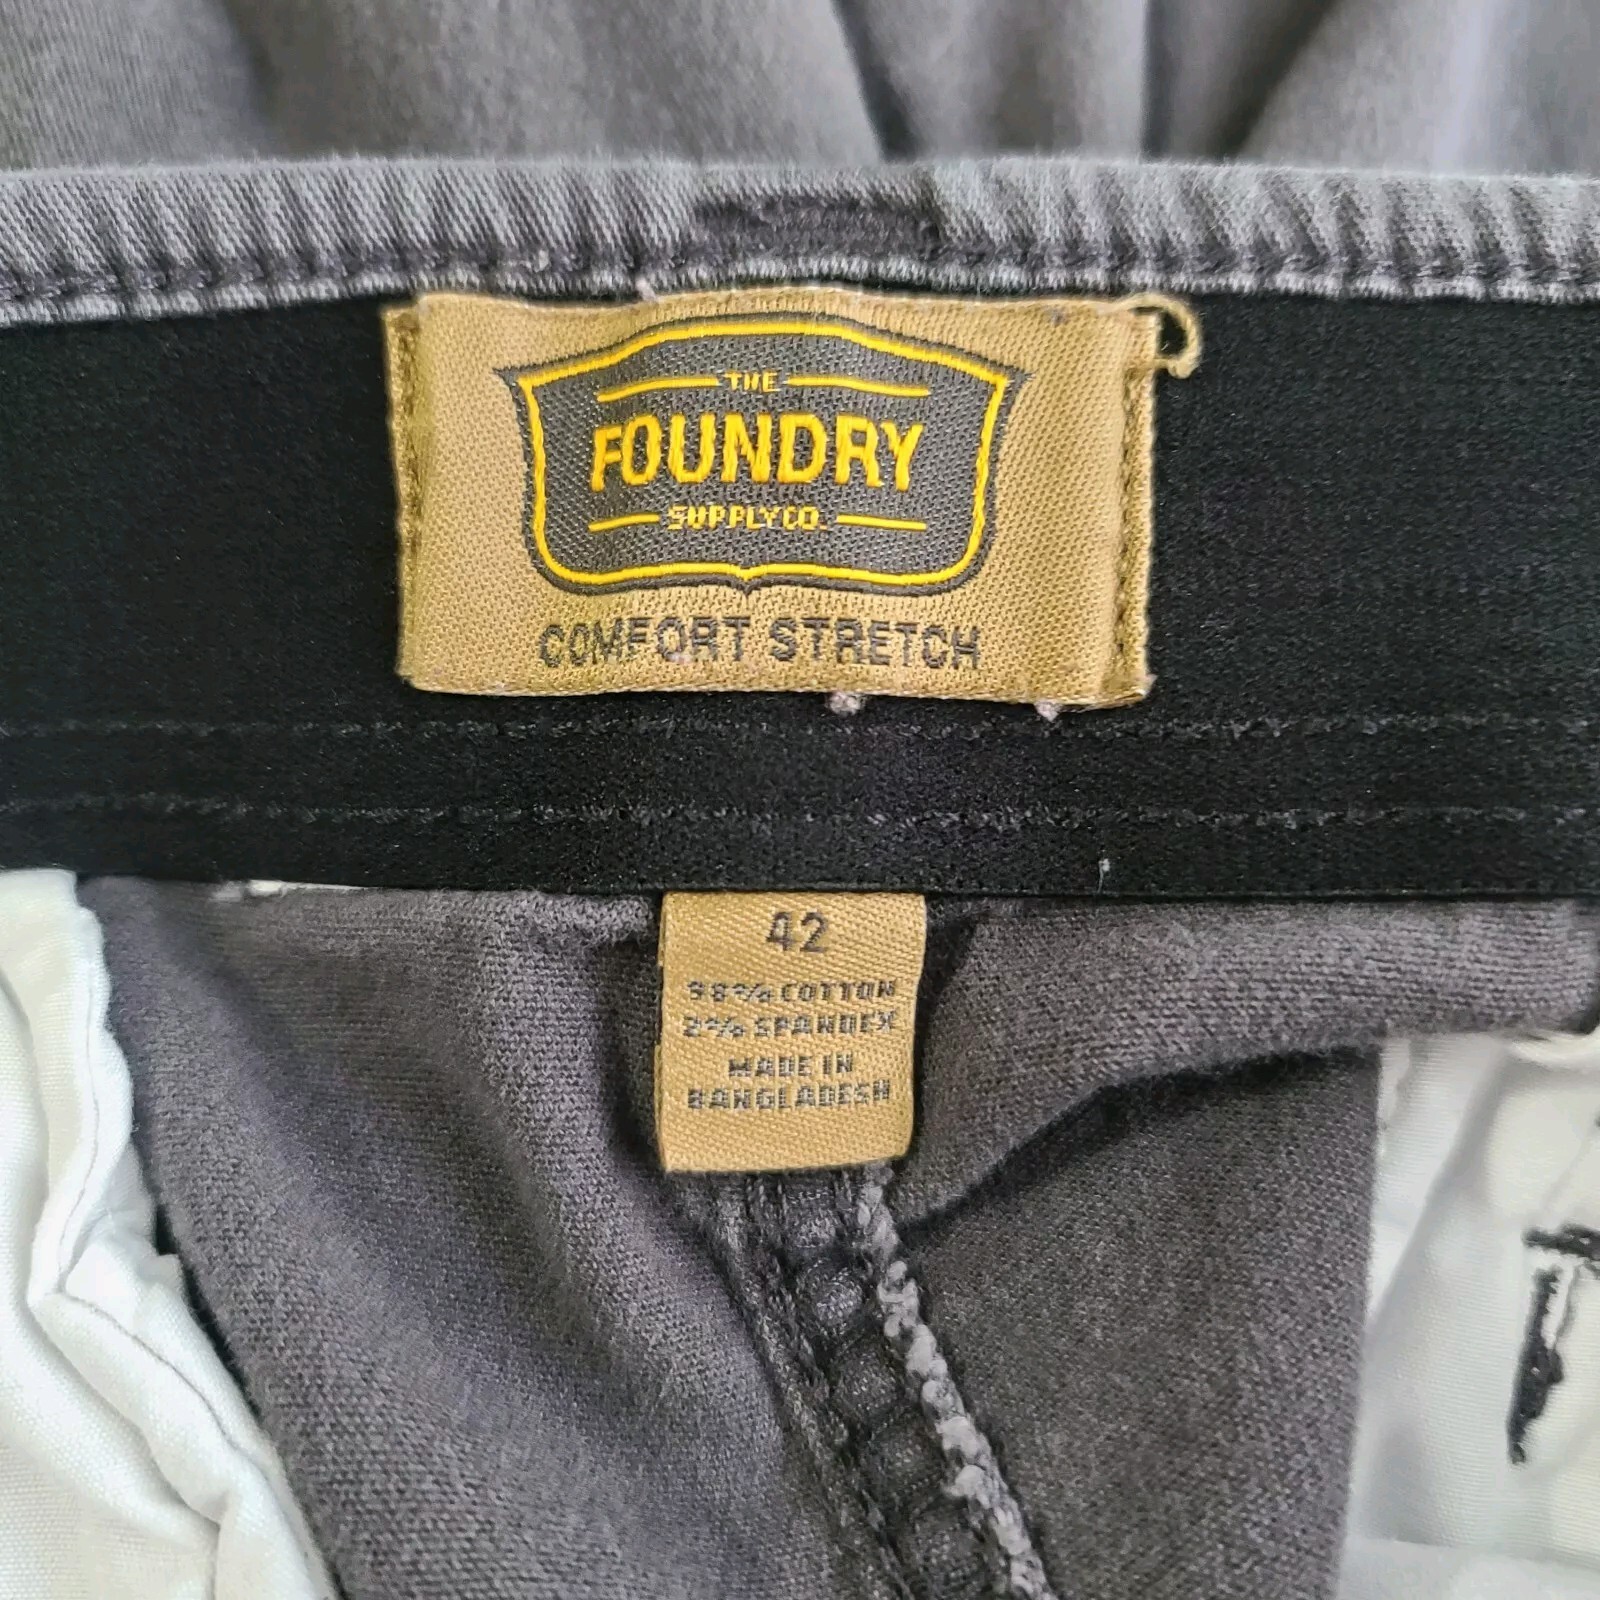 THE
FOUNDRY
SUPPLY CO.
COMFORT STRETCH
42
98% COTTON
2% SPANDEX
MADE IN
BANGLADESH